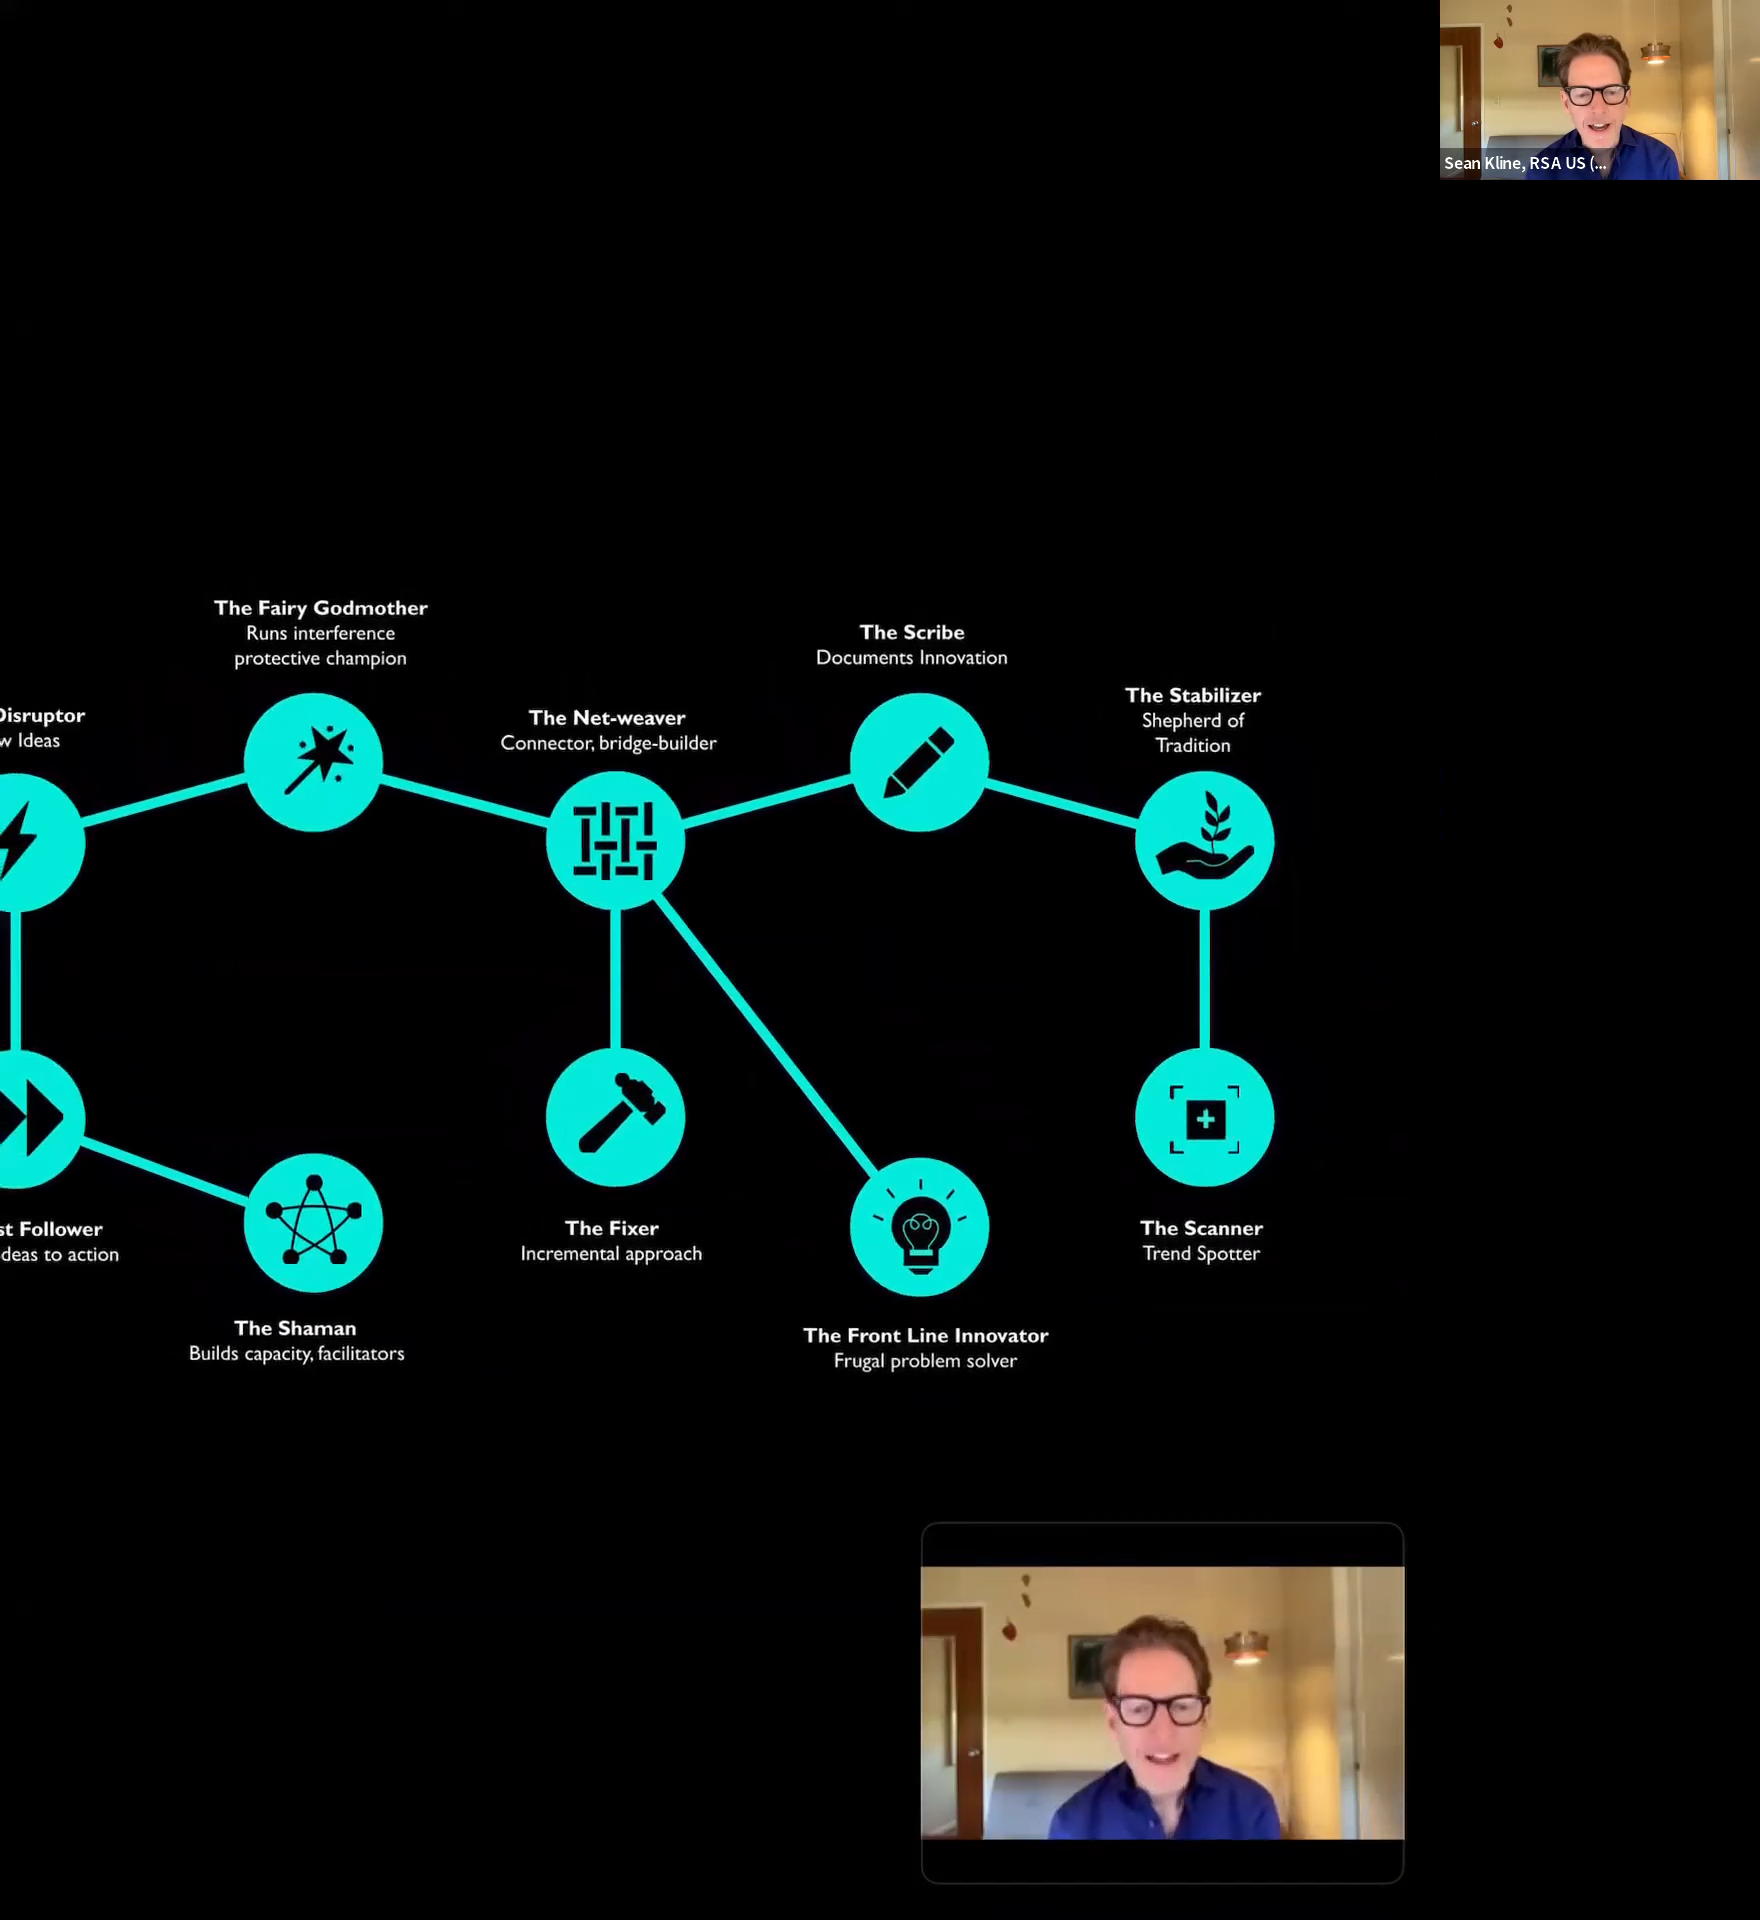 Sean Kline, RSA US (...
The Fairy Godmother
Runs interference
protective champion
The Scribe
Documents Innovation
The Stabilizer
Shepherd of
Tradition
Disruptor
w Ideas
The Net-weaver
Connector, bridge-builder
st Follower
deas to action
The Fixer
Incremental approach
The Scanner
Trend Spotter
The Shaman
Builds capacity, facilitators
The Front Line Innovator
Frugal problem solver